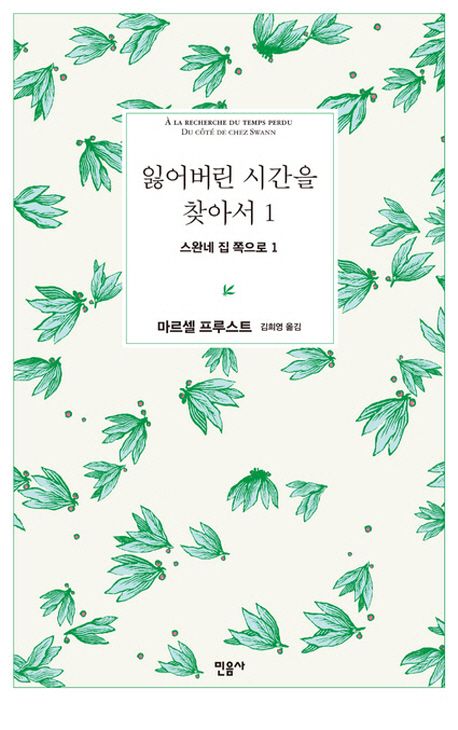 À LA RECHERCHE DU TEMPS PERDU
DU CÔTÉ DE CHEZ SWANN
잃어버린 시간을
찾아서 1
스완네 집 쪽으로 1
마르셀 프루스트 김희영 옮김
민음사